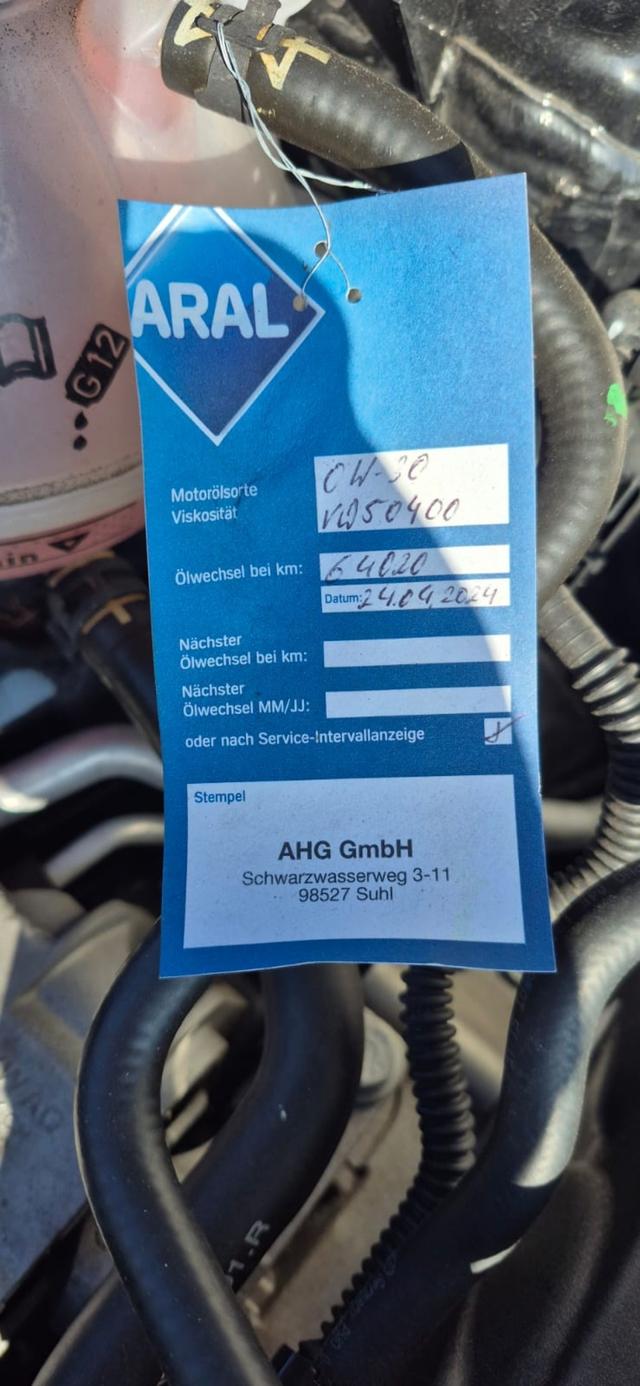 ARAL
G 12
Motorölsorte
Viskosität
0W-30
VW50400
Ölwechsel bei km:
64020
Datum: 24.04.2024
Nächster
Ölwechsel bei km:
Nächster
Ölwechsel MM/JJ:
oder nach Service-Intervallanzeige
Stempel
AHG GmbH
Schwarzwasserweg 3-11
98527 Suhl